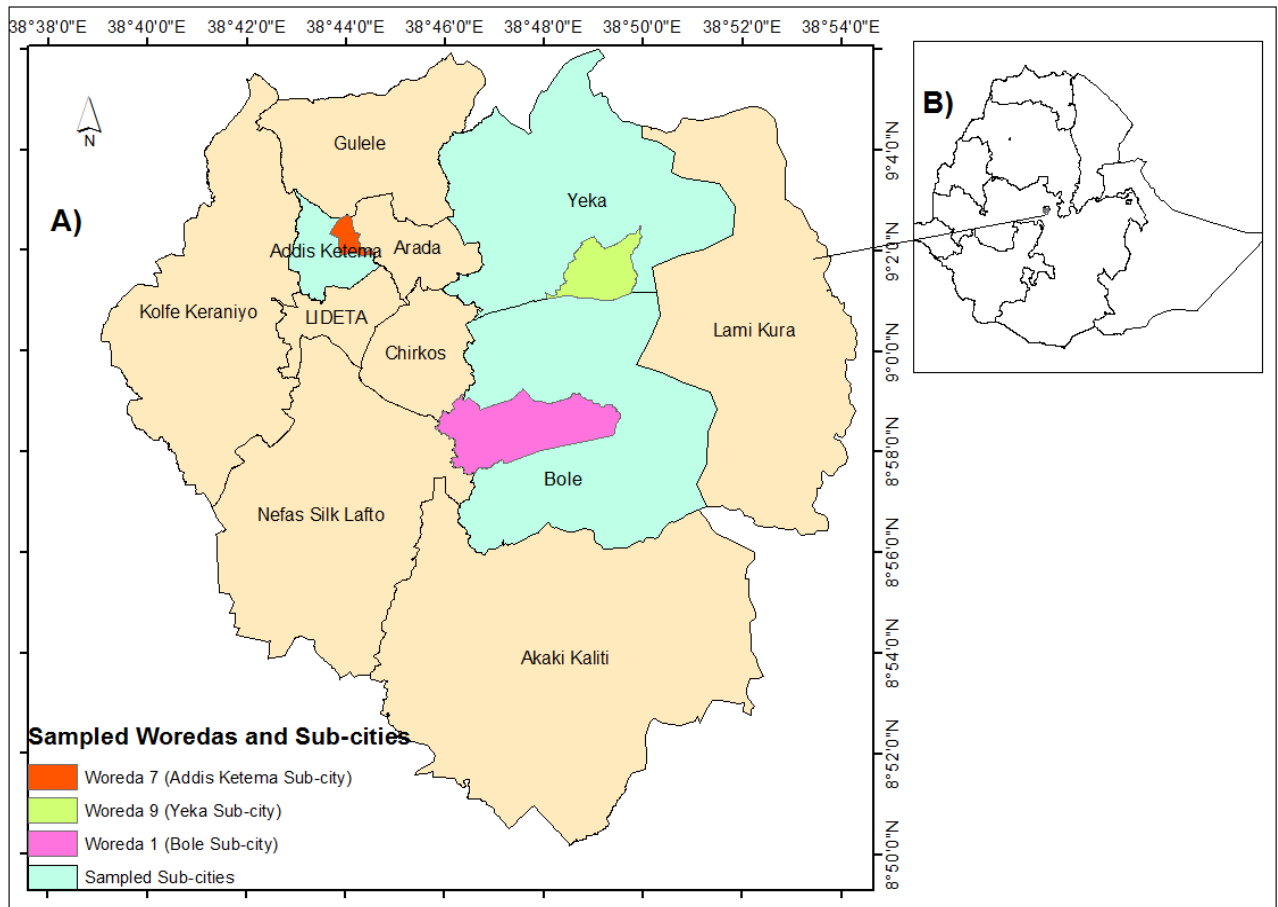 38°38'0"E 38°40'0"E 38°42'0"E 38°44'0"E 38°46'0"E 38°48'0"E 38°50'0"E 38°52'0"E 38°54'0"E
N
A)
B)
Gulele
Yeka
Addis Ketema
Arada
Kolfe Keraniyo
LIDETA
Chirkos
Lami Kura
Bole
Nefas Silk Lafto
Akaki Kaliti
9°4'0"N
9°2'0"N
9°0'0"N
8°58'0"N
8°56'0"N
8°54'0"N
8°52'0"N
8°50'0"N
Sampled Woredas and Sub-cities
Woreda 7 (Addis Ketema Sub-city)
Woreda 9 (Yeka Sub-city)
Woreda 1 (Bole Sub-city)
Sampled Sub-cities